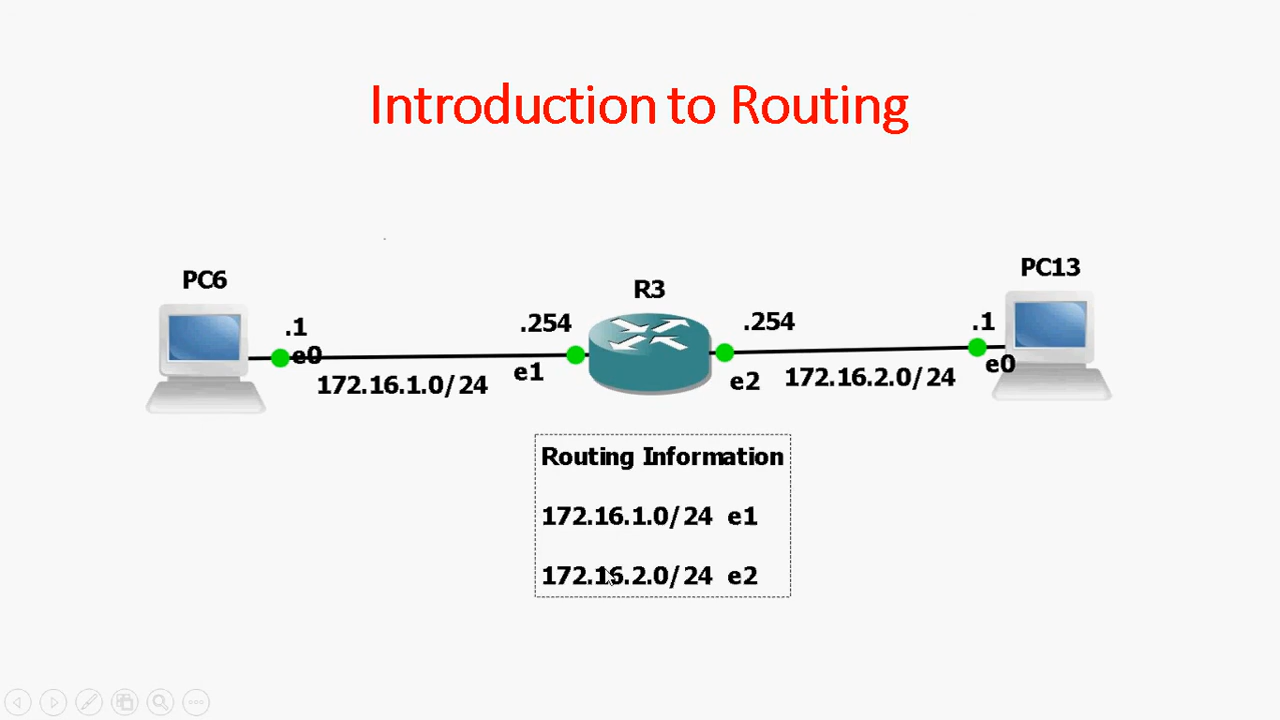 Introduction to Routing
PC6
R3
PC13
.1
.254
.254
.1
e0
e1
e2
e0
172.16.1.0/24
172.16.2.0/24
Routing Information
172.16.1.0/24 e1
172.16.2.0/24 e2